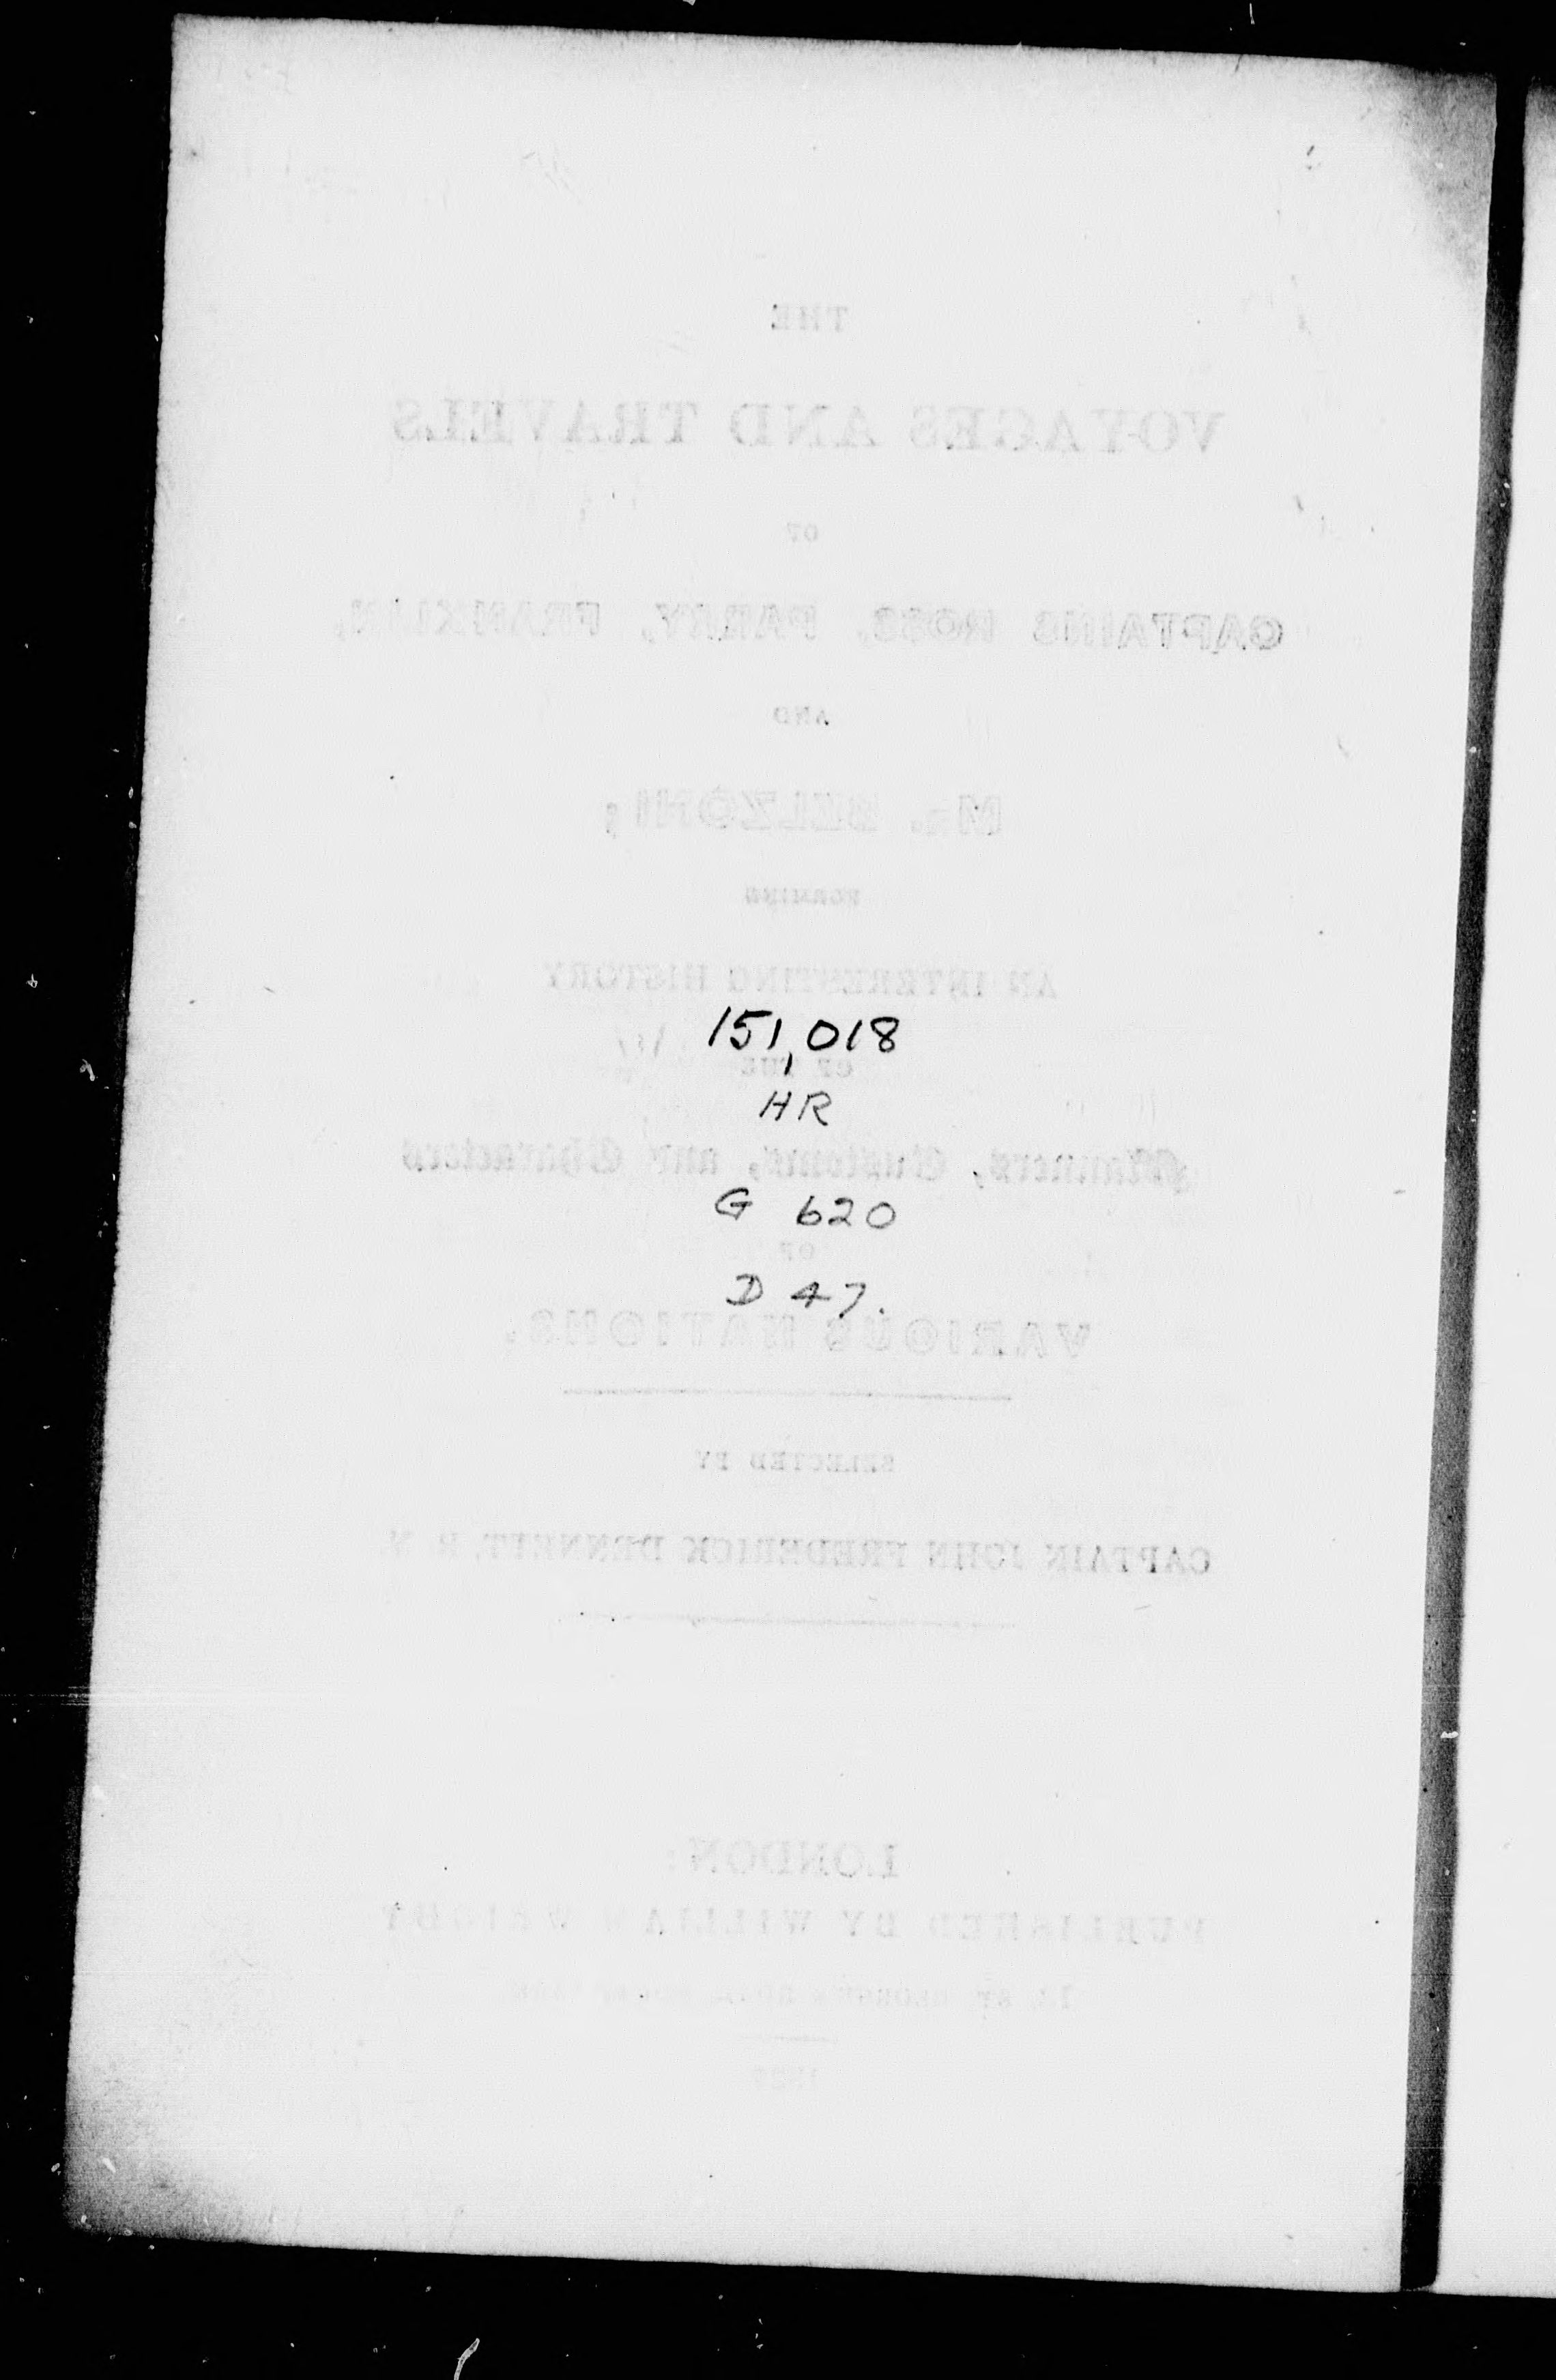 THE
VOYAGES AND TRAVELS
OF
CAPTAINS ROSS, PARRY, FRANKLIN,
AND
Mr. BELZONI;
FORMING
AN INTERESTING HISTORY
151,018
OF THE
HR
Manners, Customs, and Characters
G 620
OF
D 47.
VARIOUS NATIONS.
SELECTED BY
CAPTAIN JOHN FREDERICK DENNETT, R. N.
LONDON:
PUBLISHED BY WILLIAM WRIGHT